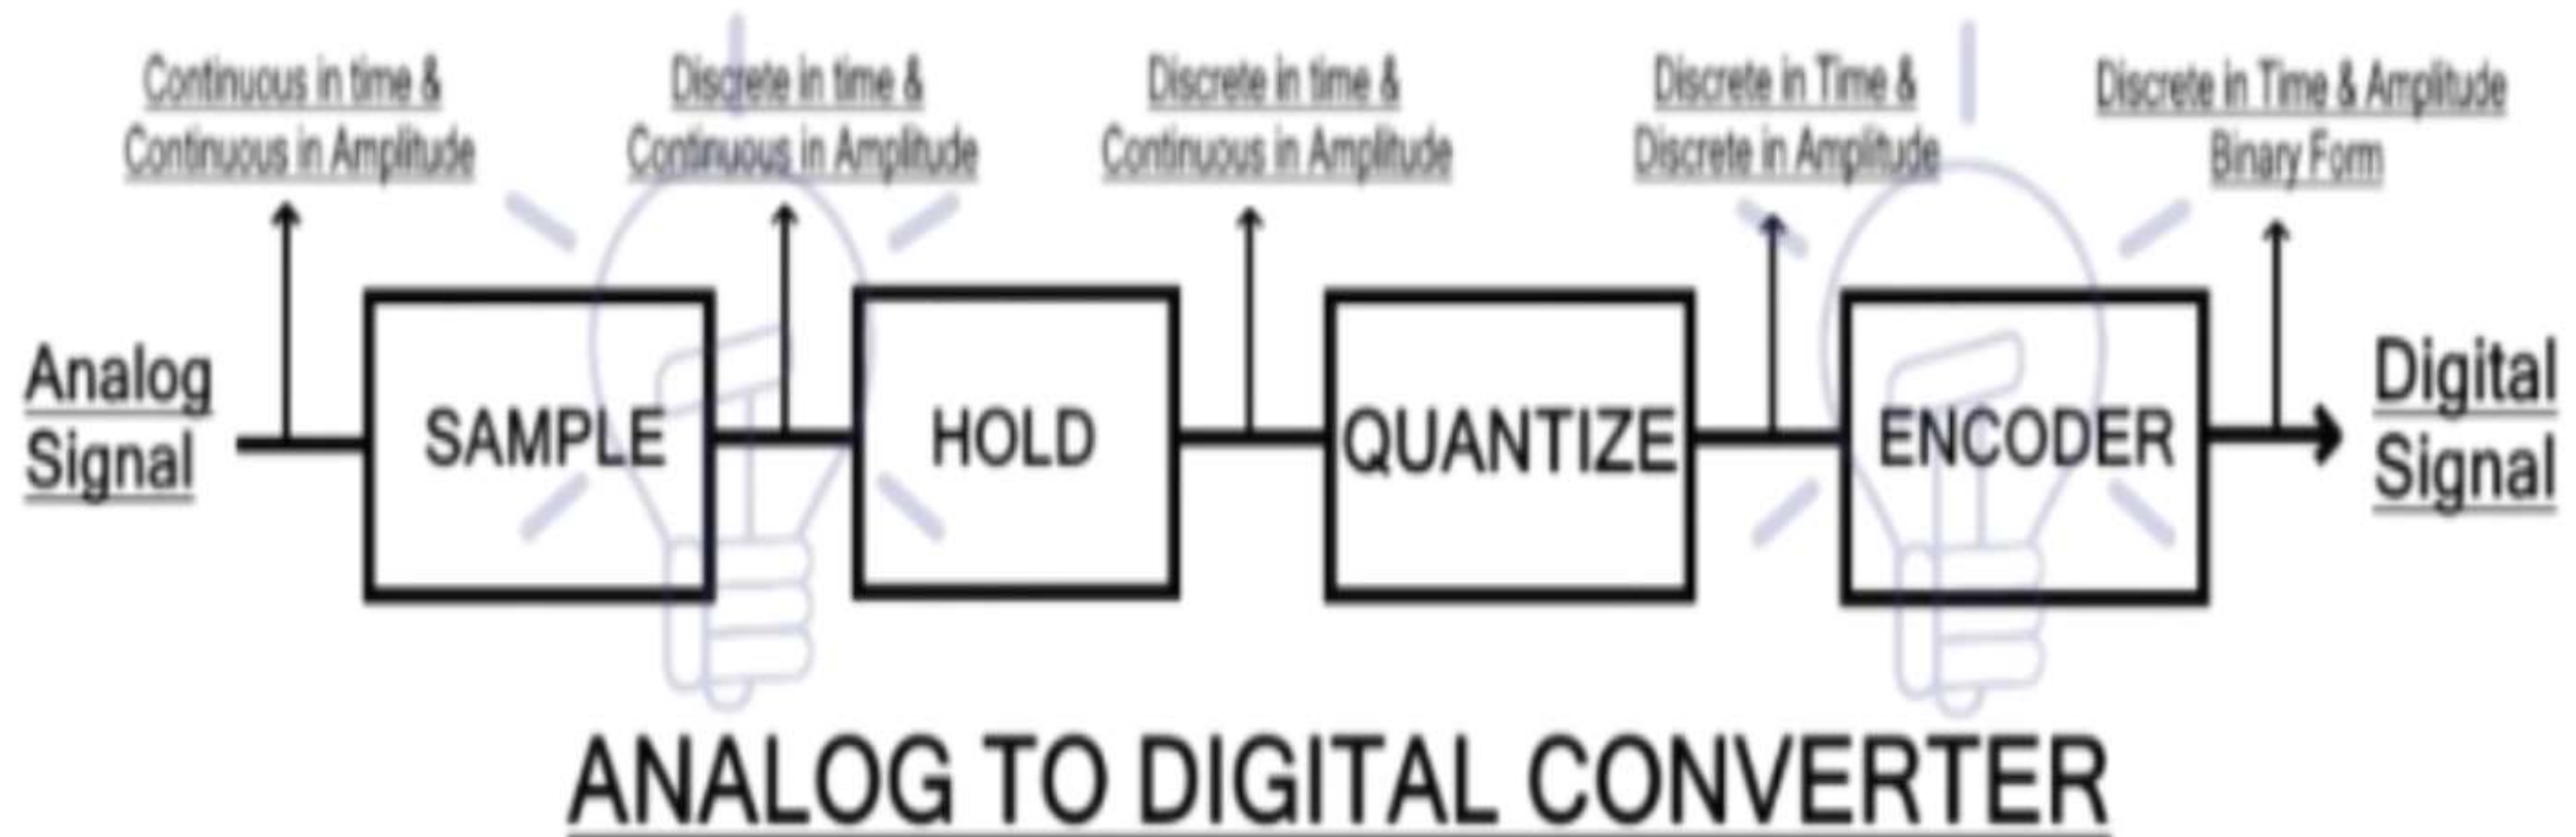 Continuous in time &
Continuous in Amplitude
Discrete in time &
Continuous in Amplitude
Discrete in time &
Continuous in Amplitude
Discrete in Time &
Discrete in Amplitude
Discrete in Time & Amplitude
Binary Form
Analog
Signal
SAMPLE
HOLD
QUANTIZE
ENCODER
Digital
Signal
ANALOG TO DIGITAL CONVERTER